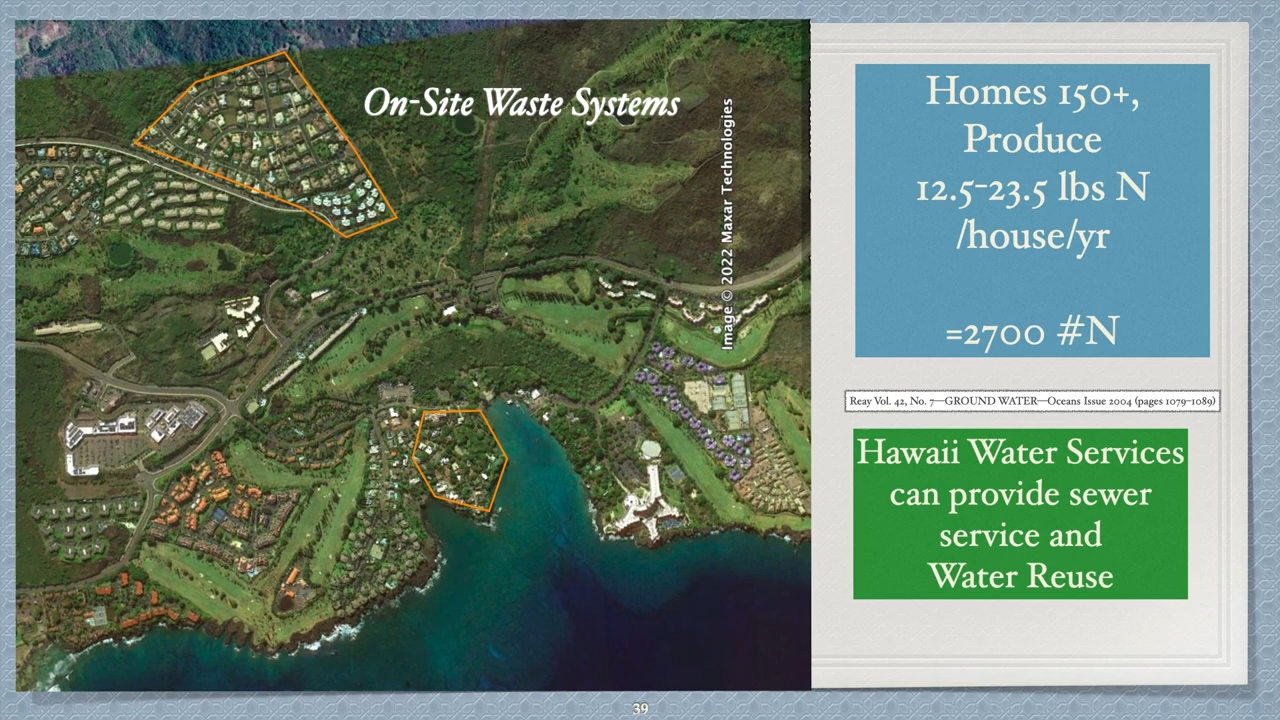 On-Site Waste Systems
Image © 2022 Maxar Technologies
Homes 150+,
Produce
12.5-23.5 lbs N
/house/yr
=2700 #N
Reay Vol. 42, No. 7—GROUND WATER—Oceans Issue 2004 (pages 1079–1089)
Hawaii Water Services
can provide sewer
service and
Water Reuse
39